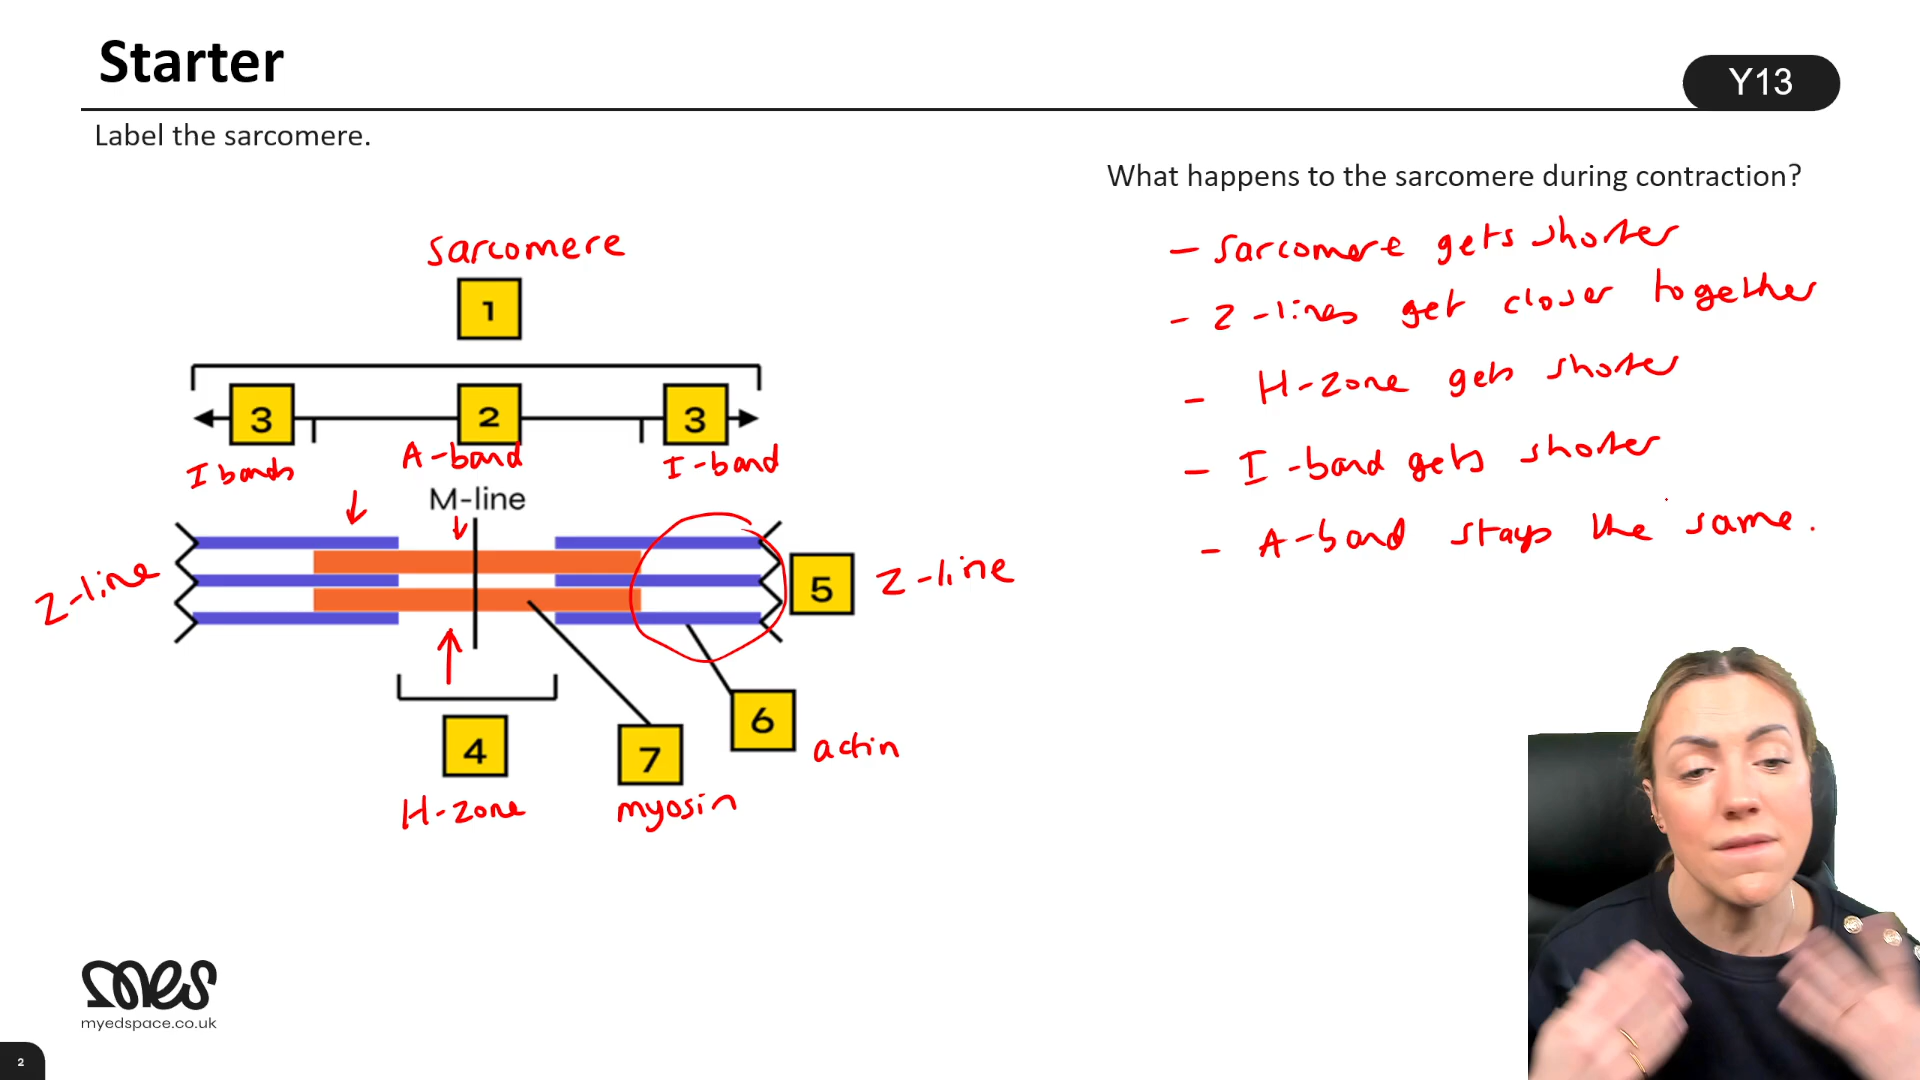 Starter
Y13
Label the sarcomere.
What happens to the sarcomere during contraction?
Sarcomere
1
3
2
3
I bands
A-band
I-band
M-line
Z-line
5
Z-line
4
7
6
H-zone
myosin
actin
- Sarcomere gets shorter
- Z-lines get closer together
- H-zone gets shorter
- I-band gets shorter
- A-band stays the same.
mes
myedspace.co.uk
2